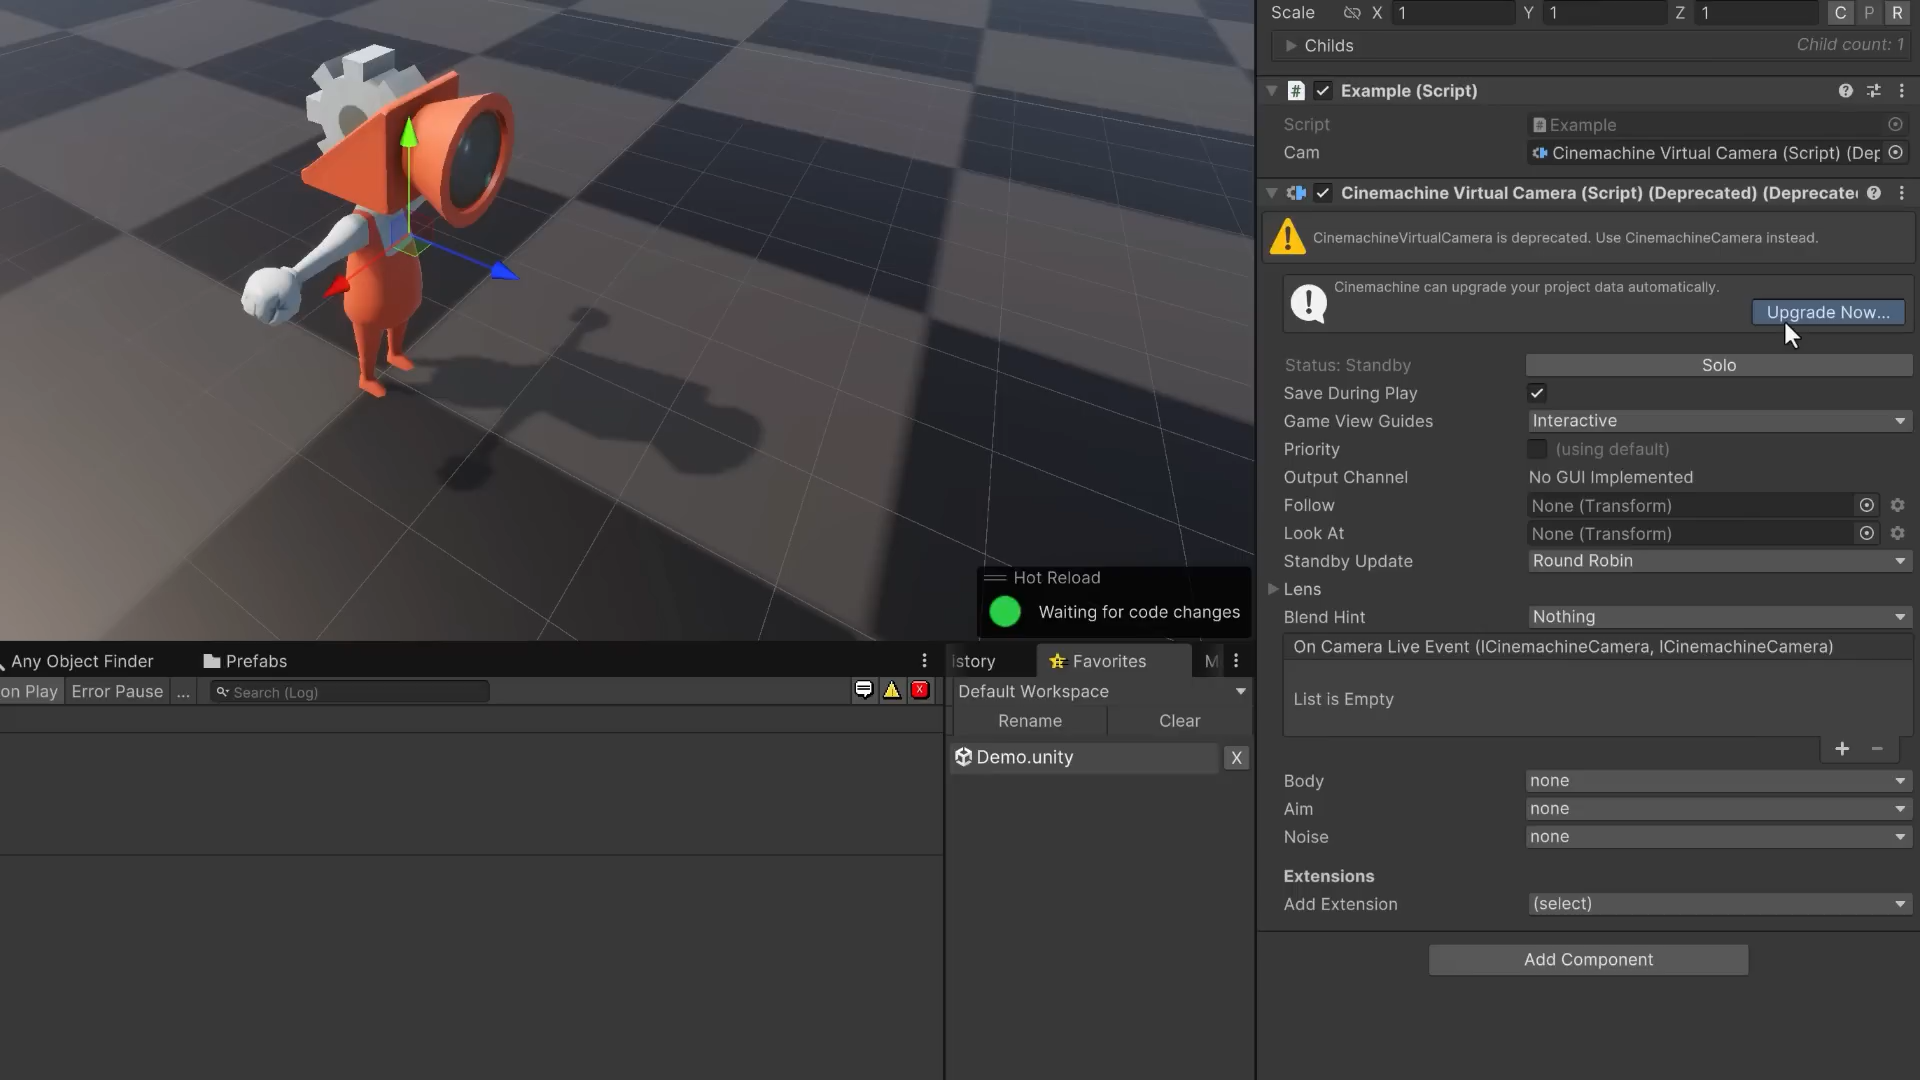 Scale X 1 Y 1 Z 1 C P R
Childs Child count: 1
Example (Script)
Script Example
Cam Cinemachine Virtual Camera (Script) (Dep
Cinemachine Virtual Camera (Script) (Deprecated) (Deprecate
CinemachineVirtualCamera is deprecated. Use CinemachineCamera instead.
Cinemachine can upgrade your project data automatically.
Upgrade Now...
Status: Standby Solo
Save During Play
Game View Guides Interactive
Priority (using default)
Output Channel No GUI Implemented
Follow None (Transform)
Look At None (Transform)
Standby Update Round Robin
Lens
Blend Hint Nothing
On Camera Live Event (ICinemachineCamera, ICinemachineCamera)
List is Empty
+ -
Body none
Aim none
Noise none
Extensions
Add Extension (select)
Add Component
Hot Reload
Waiting for code changes
Any Object Finder Prefabs
on Play Error Pause ... Search (Log)
istory Favorites M
Default Workspace
Rename Clear
Demo.unity X